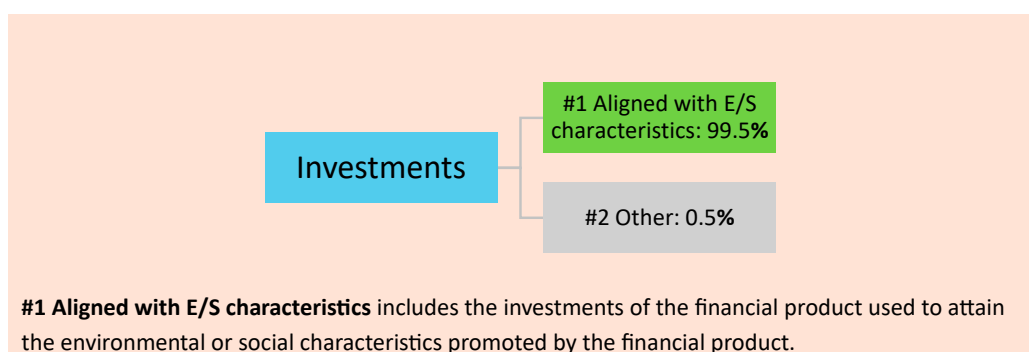 #1 Aligned with E/S
characteristics: 99.5%
Investments
#2 Other: 0.5%
#1 Aligned with E/S characteristics includes the investments of the financial product used to attain
the environmental or social characteristics promoted by the financial product.